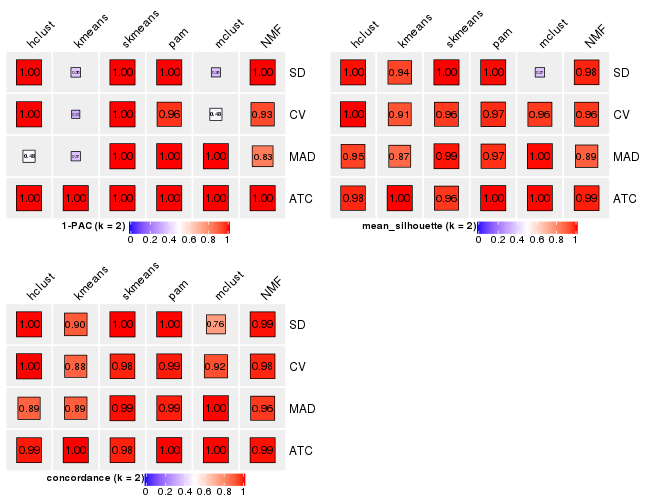 hclust kmeans skmeans pam mclust NMF
1.00 1.00 1.00 1.00 SD
1.00 1.00 0.96 0.48 0.93 CV
0.48 1.00 1.00 1.00 0.83 MAD
1.00 1.00 1.00 1.00 1.00 1.00 ATC
1-PAC (k = 2)
0 0.2 0.4 0.6 0.8 1
hclust kmeans skmeans pam mclust NMF
1.00 0.94 1.00 1.00 0.98 SD
1.00 0.91 0.96 0.97 0.96 0.96 CV
0.95 0.87 0.99 0.97 1.00 0.89 MAD
0.98 1.00 0.96 1.00 1.00 0.99 ATC
mean_silhouette (k = 2)
0 0.2 0.4 0.6 0.8 1
hclust kmeans skmeans pam mclust NMF
1.00 0.90 1.00 1.00 0.76 0.99 SD
1.00 0.88 0.98 0.99 0.92 0.98 CV
0.89 0.89 0.99 0.99 1.00 0.96 MAD
0.99 1.00 0.98 1.00 1.00 0.99 ATC
concordance (k = 2)
0 0.2 0.4 0.6 0.8 1